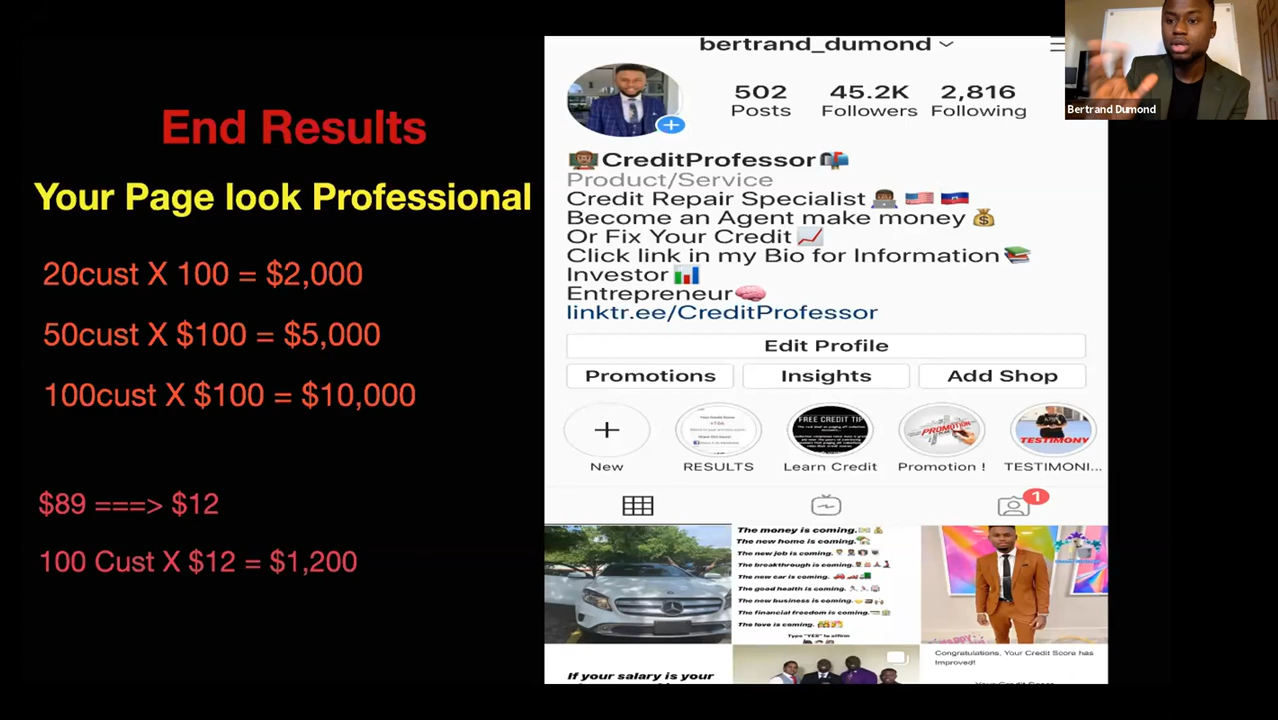 End Results
Your Page look Professional
20cust X 100 = $2,000
50cust X $100 = $5,000
100cust X $100 = $10,000
$89 ===> $12
100 Cust X $12 = $1,200
bertrand_dumond
502 45.2K 2,816
Posts Followers Following
CreditProfessor
Product/Service
Credit Repair Specialist
Become an Agent make money
Or Fix Your Credit
Click link in my Bio for Information
Investor
Entrepreneur
linktr.ee/CreditProfessor
Edit Profile
Promotions Insights Add Shop
FREE CREDIT TIP
PROMOTION
TESTIMONY
New RESULTS Learn Credit Promotion ! TESTIMONI...
1
The money is coming.
The new home is coming.
The new job is coming.
The breakthrough is coming.
The new car is coming.
The good health is coming.
The new business is coming.
The financial freedom is coming.
The love is coming.
Type "YES" to affirm
If your salary is your
Congratulations, Your Credit Score has
Improved!
Bertrand Dumond